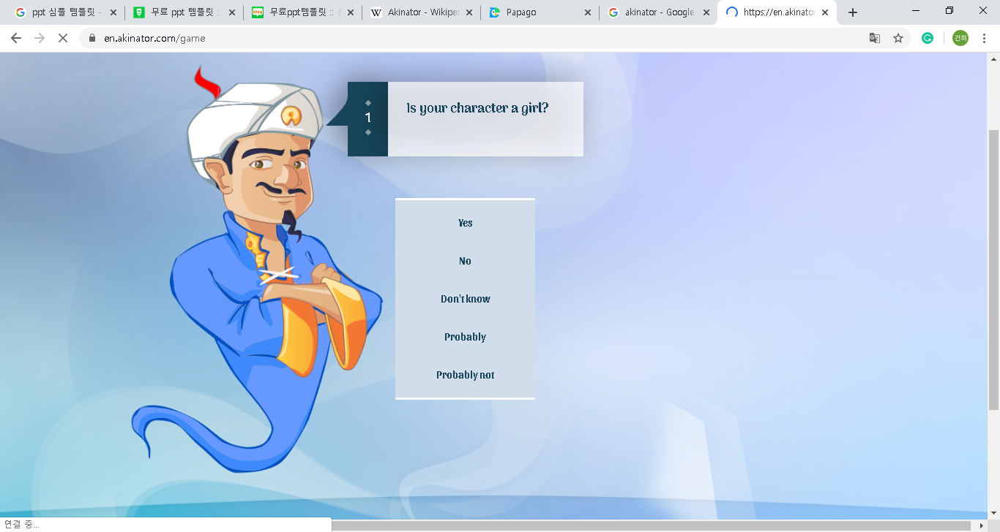 ppt 심플 템플릿 -
무료 ppt 템플릿 ::
blog
무료ppt템플릿 ::
W
Akinator - Wikiped
Papago
akinator - Google
https://en.akinator
en.akinator.com/game
건희
1
Is your character a girl?
Yes
No
Don't know
Probably
Probably not
연결 중...